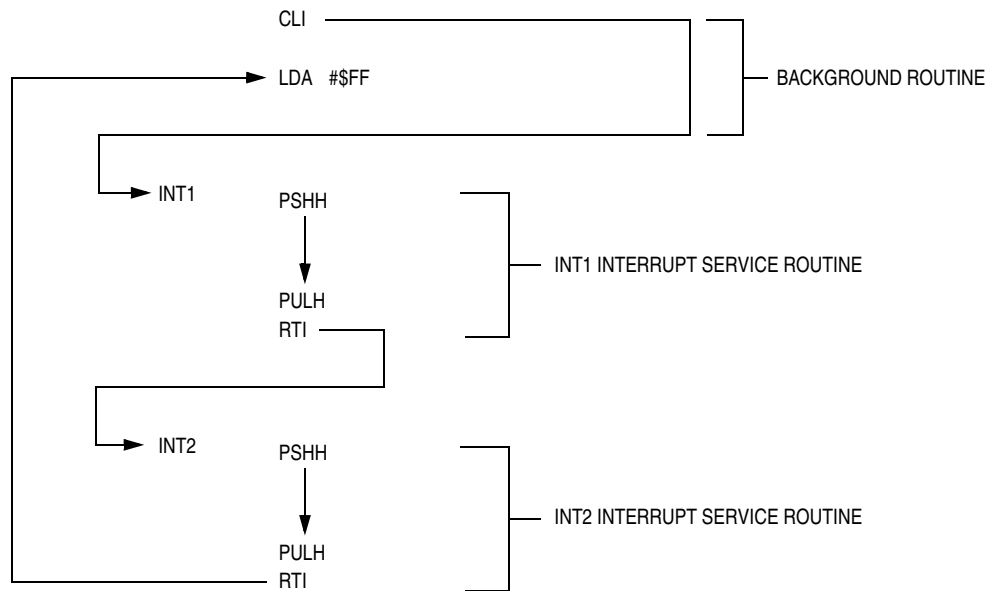 CLI
LDA #$FF
BACKGROUND ROUTINE
INT1
PSHH
INT1 INTERRUPT SERVICE ROUTINE
PULH
RTI
INT2
PSHH
INT2 INTERRUPT SERVICE ROUTINE
PULH
RTI